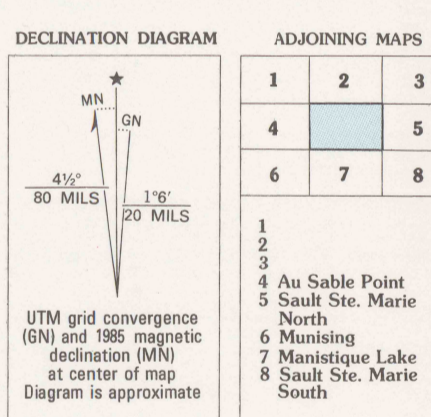 DECLINATION DIAGRAM
★
MN
GN
4½°
80 MILS
1°6′
20 MILS
UTM grid convergence
(GN) and 1985 magnetic
declination (MN)
at center of map
Diagram is approximate
ADJOINING MAPS
1 2 3
4 5
6 7 8
1
2
3
4 Au Sable Point
5 Sault Ste. Marie
North
6 Munising
7 Manistique Lake
8 Sault Ste. Marie
South